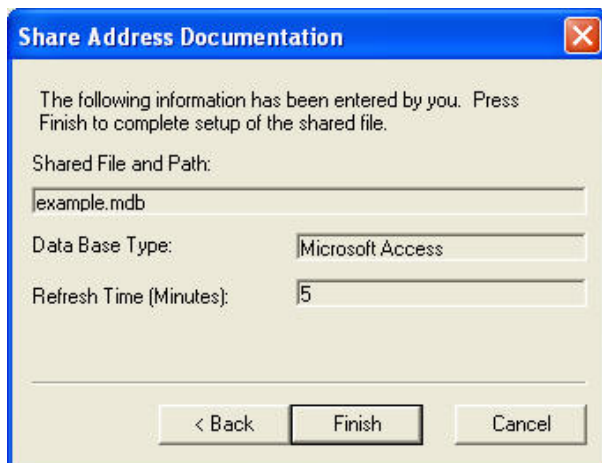 Share Address Documentation
The following information has been entered by you. Press
Finish to complete setup of the shared file.
Shared File and Path:
example.mdb
Data Base Type:
Microsoft Access
Refresh Time (Minutes):
5
< Back
Finish
Cancel